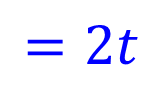 = 2t